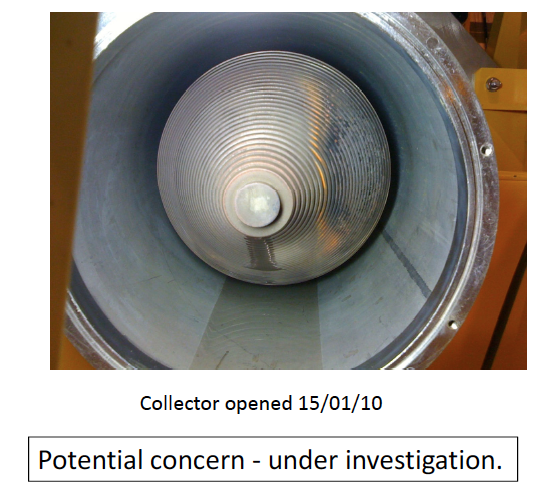 Collector opened 15/01/10
Potential concern - under investigation.